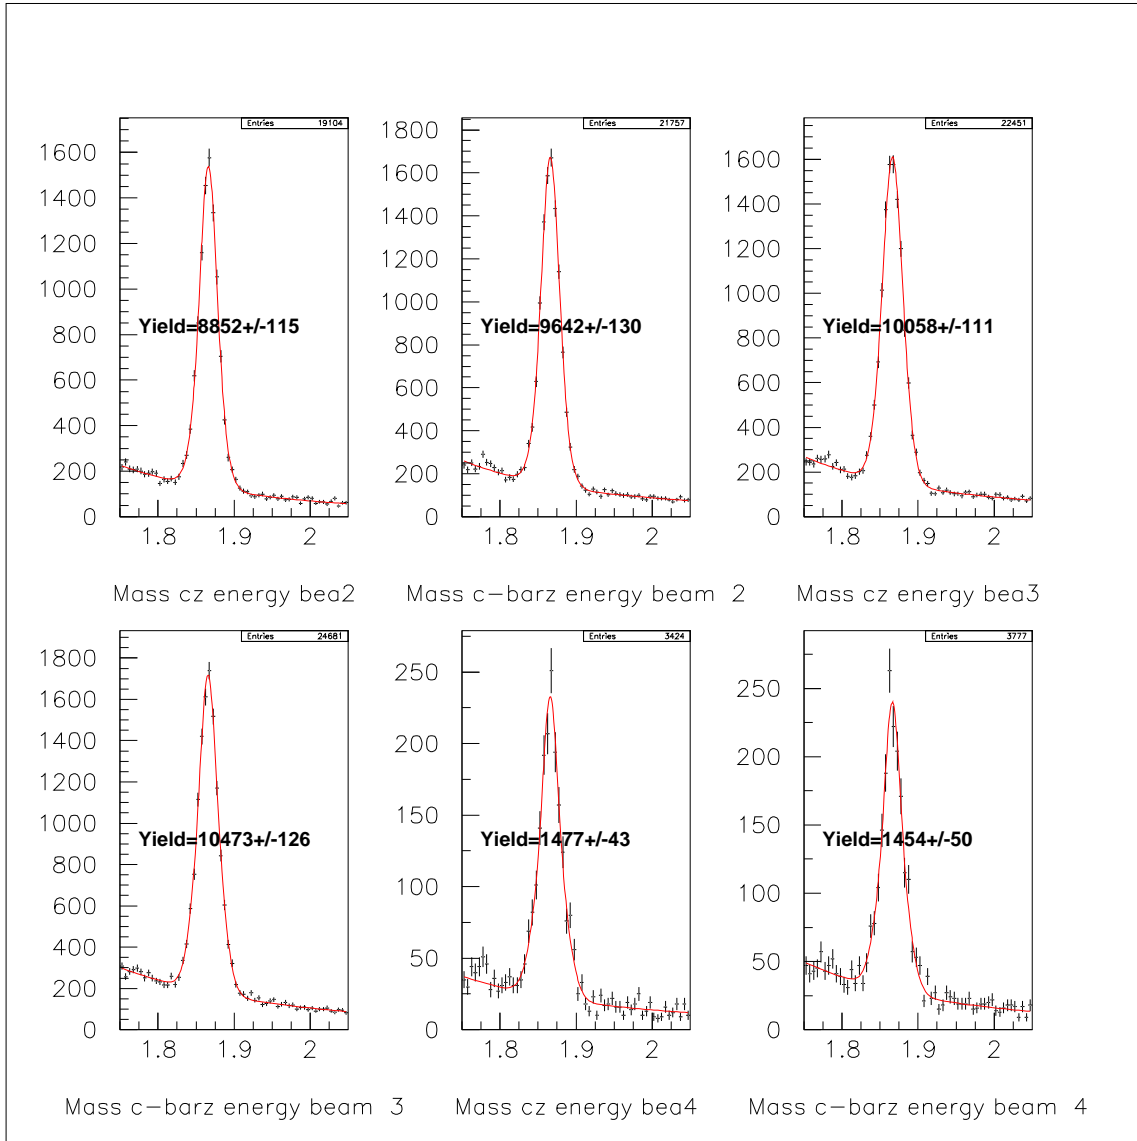 Entries 19104
1600
1400
1200
1000
800
600
400
200
0
Yield=8852+/-115
1.8 1.9 2
Mass cz energy bea2
Entries 21757
1800
1600
1400
1200
1000
800
600
400
200
0
Yield=9642+/-130
1.8 1.9 2
Mass c-barz energy beam 2
Entries 22451
1600
1400
1200
1000
800
600
400
200
0
Yield=10058+/-111
1.8 1.9 2
Mass cz energy bea3
Entries 24681
1800
1600
1400
1200
1000
800
600
400
200
0
Yield=10473+/-126
1.8 1.9 2
Mass c-barz energy beam 3
Entries 3424
250
200
150
100
50
0
Yield=1477+/-43
1.8 1.9 2
Mass cz energy bea4
Entries 3777
250
200
150
100
50
0
Yield=1454+/-50
1.8 1.9 2
Mass c-barz energy beam 4